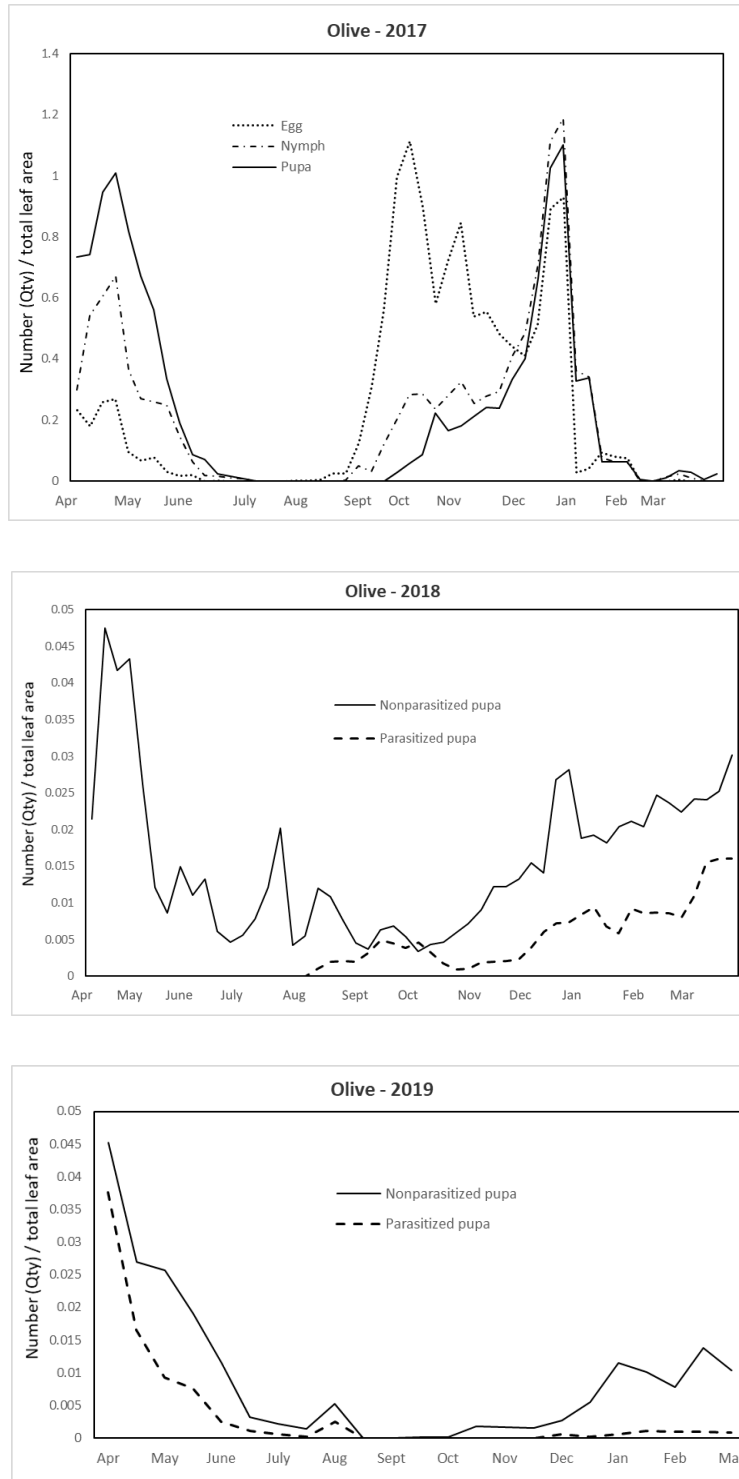 Olive - 2017
Number (Qty) / total leaf area
1.4
1.2
1
0.8
0.6
0.4
0.2
0
Egg
Nymph
Pupa
Apr May June July Aug Sept Oct Nov Dec Jan Feb Mar
Olive - 2018
Number (Qty) / total leaf area
0.05
0.045
0.04
0.035
0.03
0.025
0.02
0.015
0.01
0.005
0
Nonparasitized pupa
Parasitized pupa
Apr May June July Aug Sept Oct Nov Dec Jan Feb Mar
Olive - 2019
Number (Qty) / total leaf area
0.05
0.045
0.04
0.035
0.03
0.025
0.02
0.015
0.01
0.005
0
Nonparasitized pupa
Parasitized pupa
Apr May June July Aug Sept Oct Nov Dec Jan Feb Ma